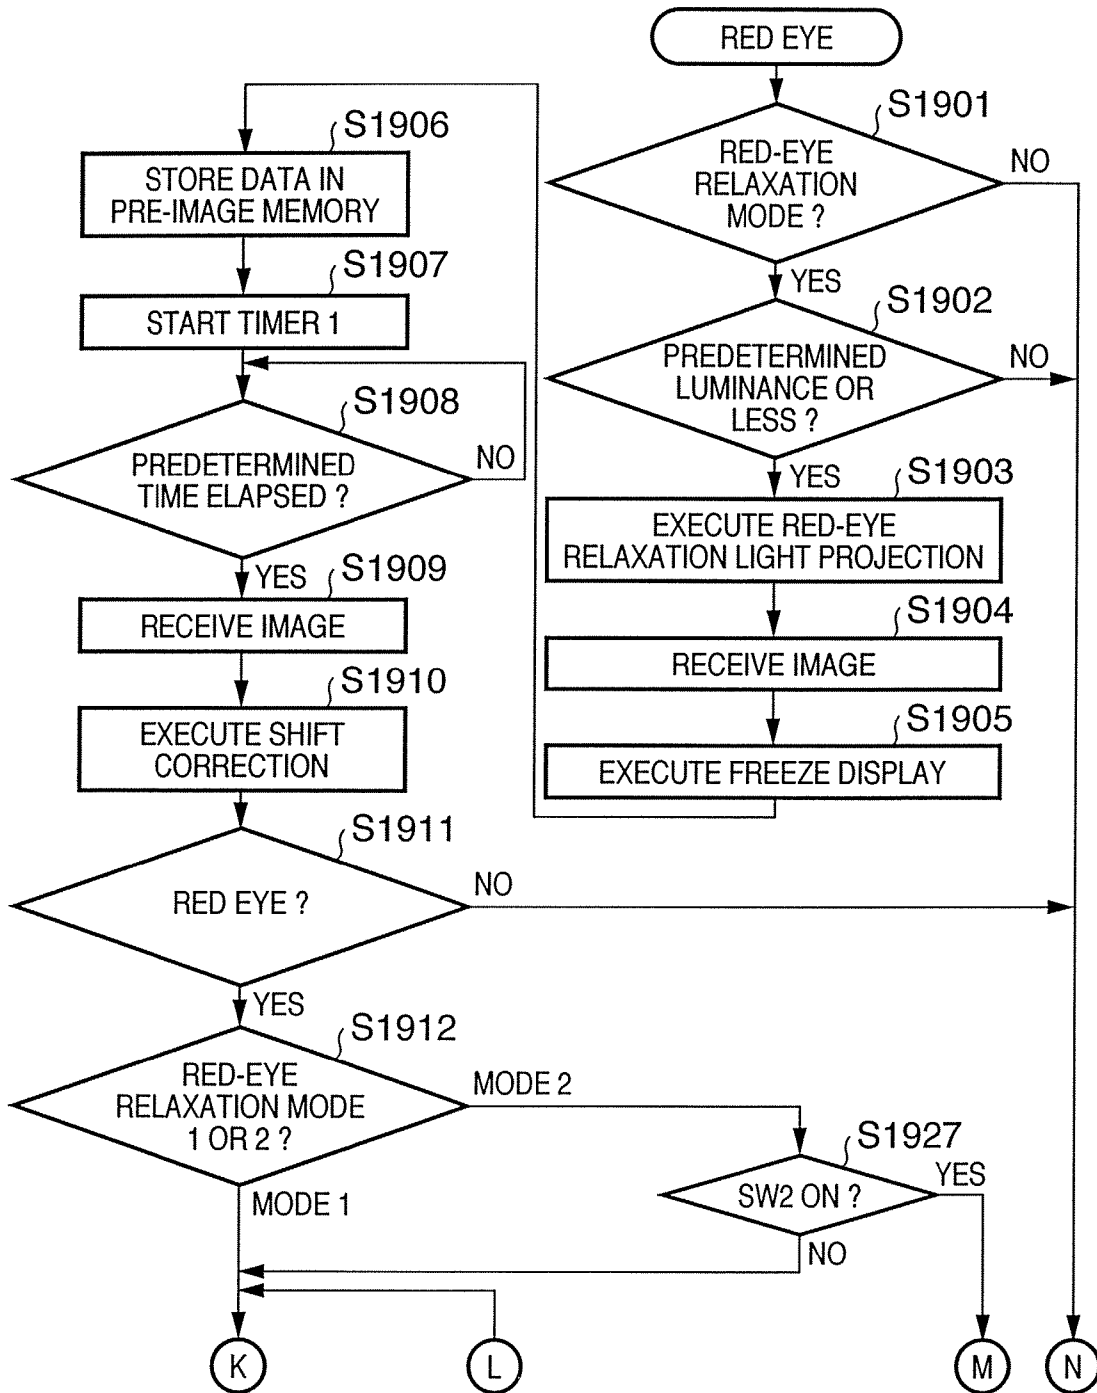 RED EYE
S1901
RED-EYE
RELAXATION
MODE ?
NO
YES
S1902
PREDETERMINED
LUMINANCE OR
LESS ?
NO
YES
S1903
EXECUTE RED-EYE
RELAXATION LIGHT PROJECTION
S1904
RECEIVE IMAGE
S1905
EXECUTE FREEZE DISPLAY
S1906
STORE DATA IN
PRE-IMAGE MEMORY
S1907
START TIMER 1
S1908
PREDETERMINED
TIME ELAPSED ?
NO
YES
S1909
RECEIVE IMAGE
S1910
EXECUTE SHIFT
CORRECTION
S1911
RED EYE ?
NO
YES
S1912
RED-EYE
RELAXATION MODE
1 OR 2 ?
MODE 2
MODE 1
S1927
SW2 ON ?
YES
NO
K
L
M
N